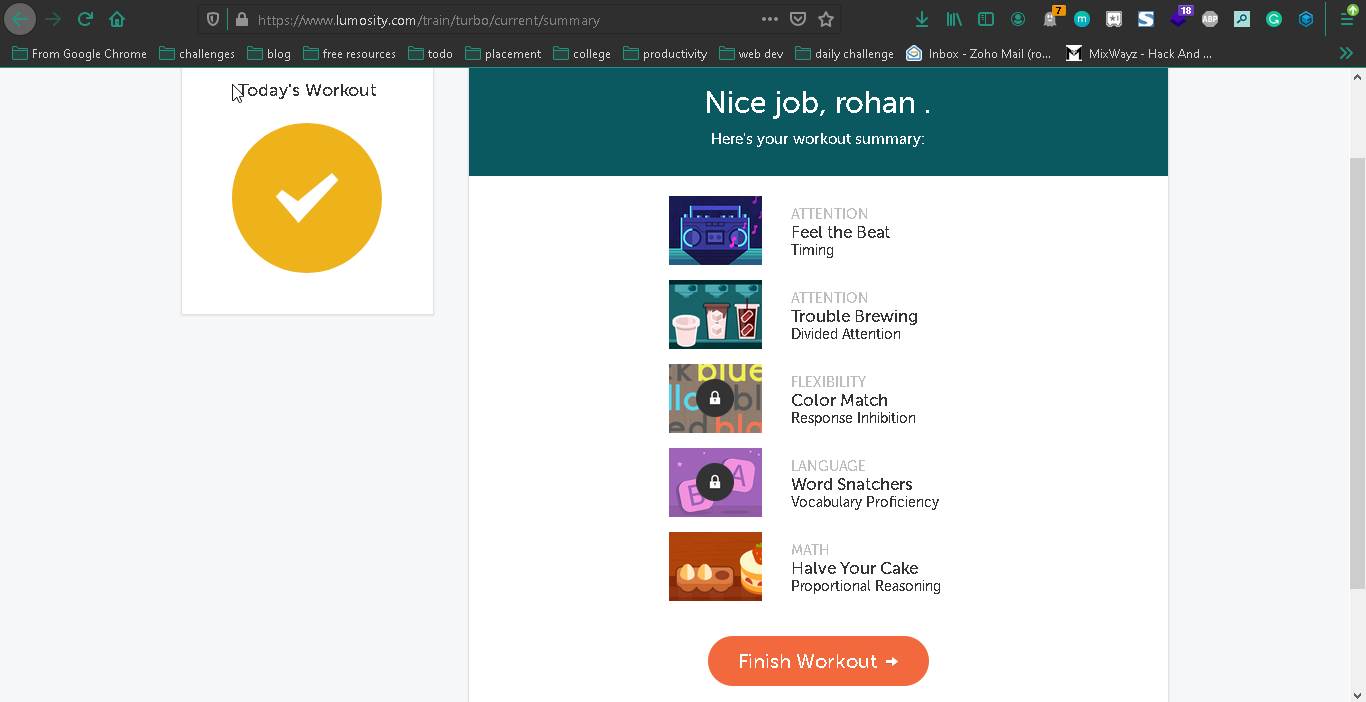 https://www.lumosity.com/train/turbo/current/summary
7
18
ABP
From Google Chrome challenges blog free resources todo placement college productivity web dev daily challenge Inbox - Zoho Mail (ro... MixWayz - Hack And ...
Today's Workout
Nice job, rohan .
Here's your workout summary:
ATTENTION
Feel the Beat
Timing
ATTENTION
Trouble Brewing
Divided Attention
FLEXIBILITY
Color Match
Response Inhibition
LANGUAGE
Word Snatchers
Vocabulary Proficiency
MATH
Halve Your Cake
Proportional Reasoning
Finish Workout →